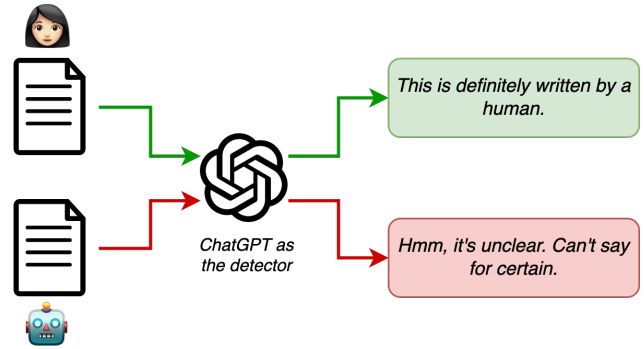 This is definitely written by a
human.
ChatGPT as
the detector
Hmm, it's unclear. Can't say
for certain.